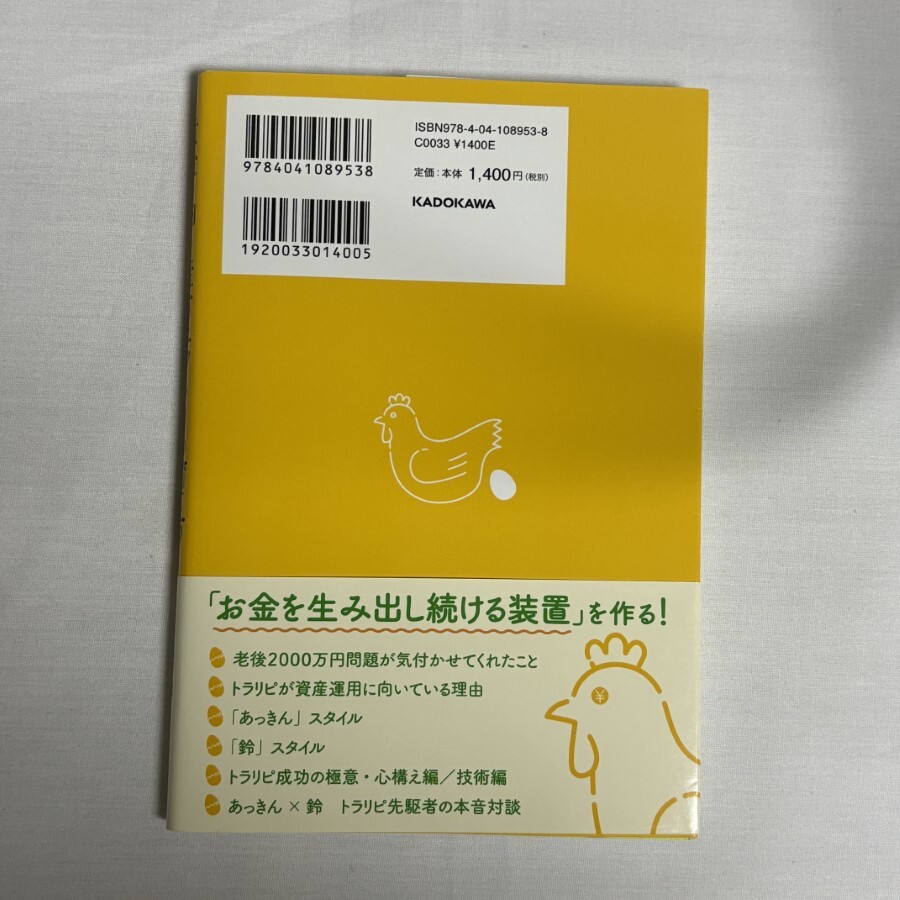 9784041089538
ISBN978-4-04-108953-8
C0033 ¥1400E
定価:本体 1,400円(税別)
KADOKAWA
1920033014005
「お金を生み出し続ける装置」を作る!
老後2000万円問題が気付かせてくれたこと
トラリピが資産運用に向いている理由
「あっきん」スタイル
「鈴」スタイル
トラリピ成功の極意・心構え編/技術編
あっきん×鈴 トラリピ先駆者の本音対談
¥